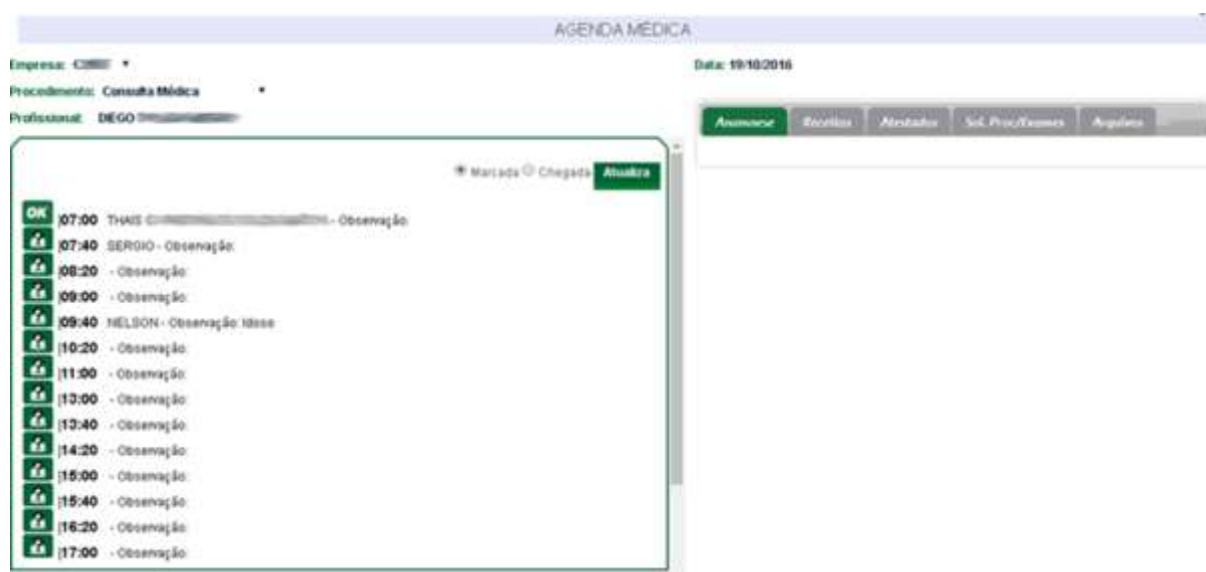 AGENDA MÉDICA
Empresa:
Data: 19/10/2016
Procedimento: Consulta Médica
Profissional: DIEGO
Anamnese Receitas Atestados Sol. Proc/Exames Arquivos
Marcada Chegada Atualiza
OK |07:00 THAIS - Observação:
|07:40 SERGIO - Observação:
|08:20 - Observação:
|09:00 - Observação:
|09:40 NELSON - Observação: Idoso
|10:20 - Observação:
|11:00 - Observação:
|13:00 - Observação:
|13:40 - Observação:
|14:20 - Observação:
|15:00 - Observação:
|15:40 - Observação:
|16:20 - Observação:
|17:00 - Observação: